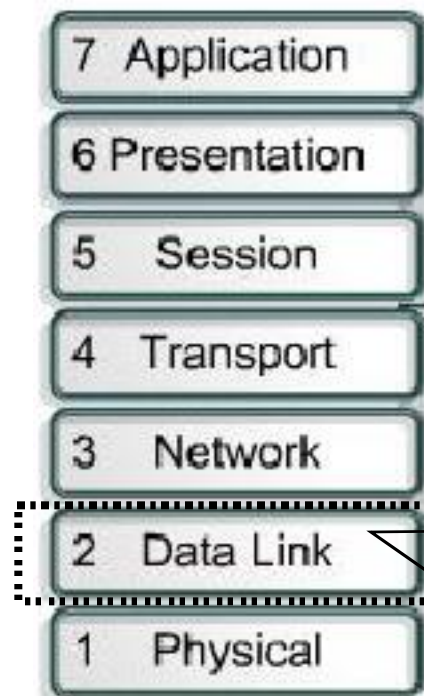 7 Application
6 Presentation
5 Session
4 Transport
3 Network
2 Data Link
1 Physical